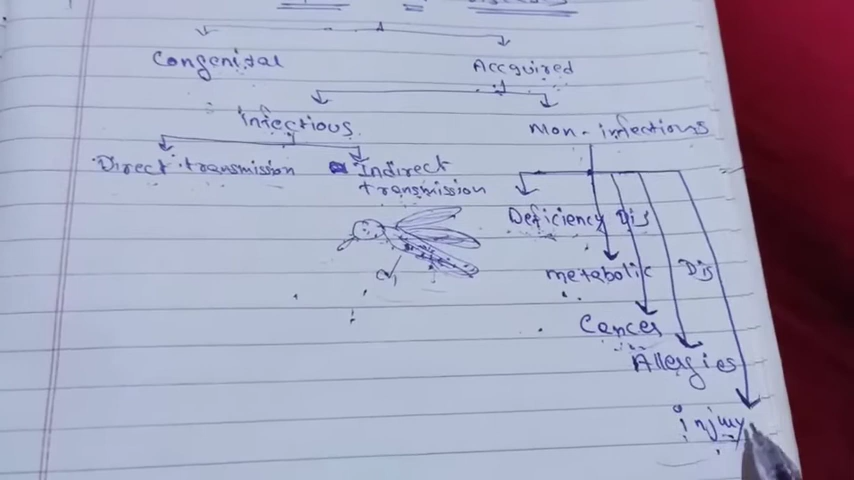 Congenital
Accquired
Infectious
Non-infectious
Direct transmission
Indirect
transmission
Deficiency Dis
metabolic Dis
Cancer
Allergies
injury